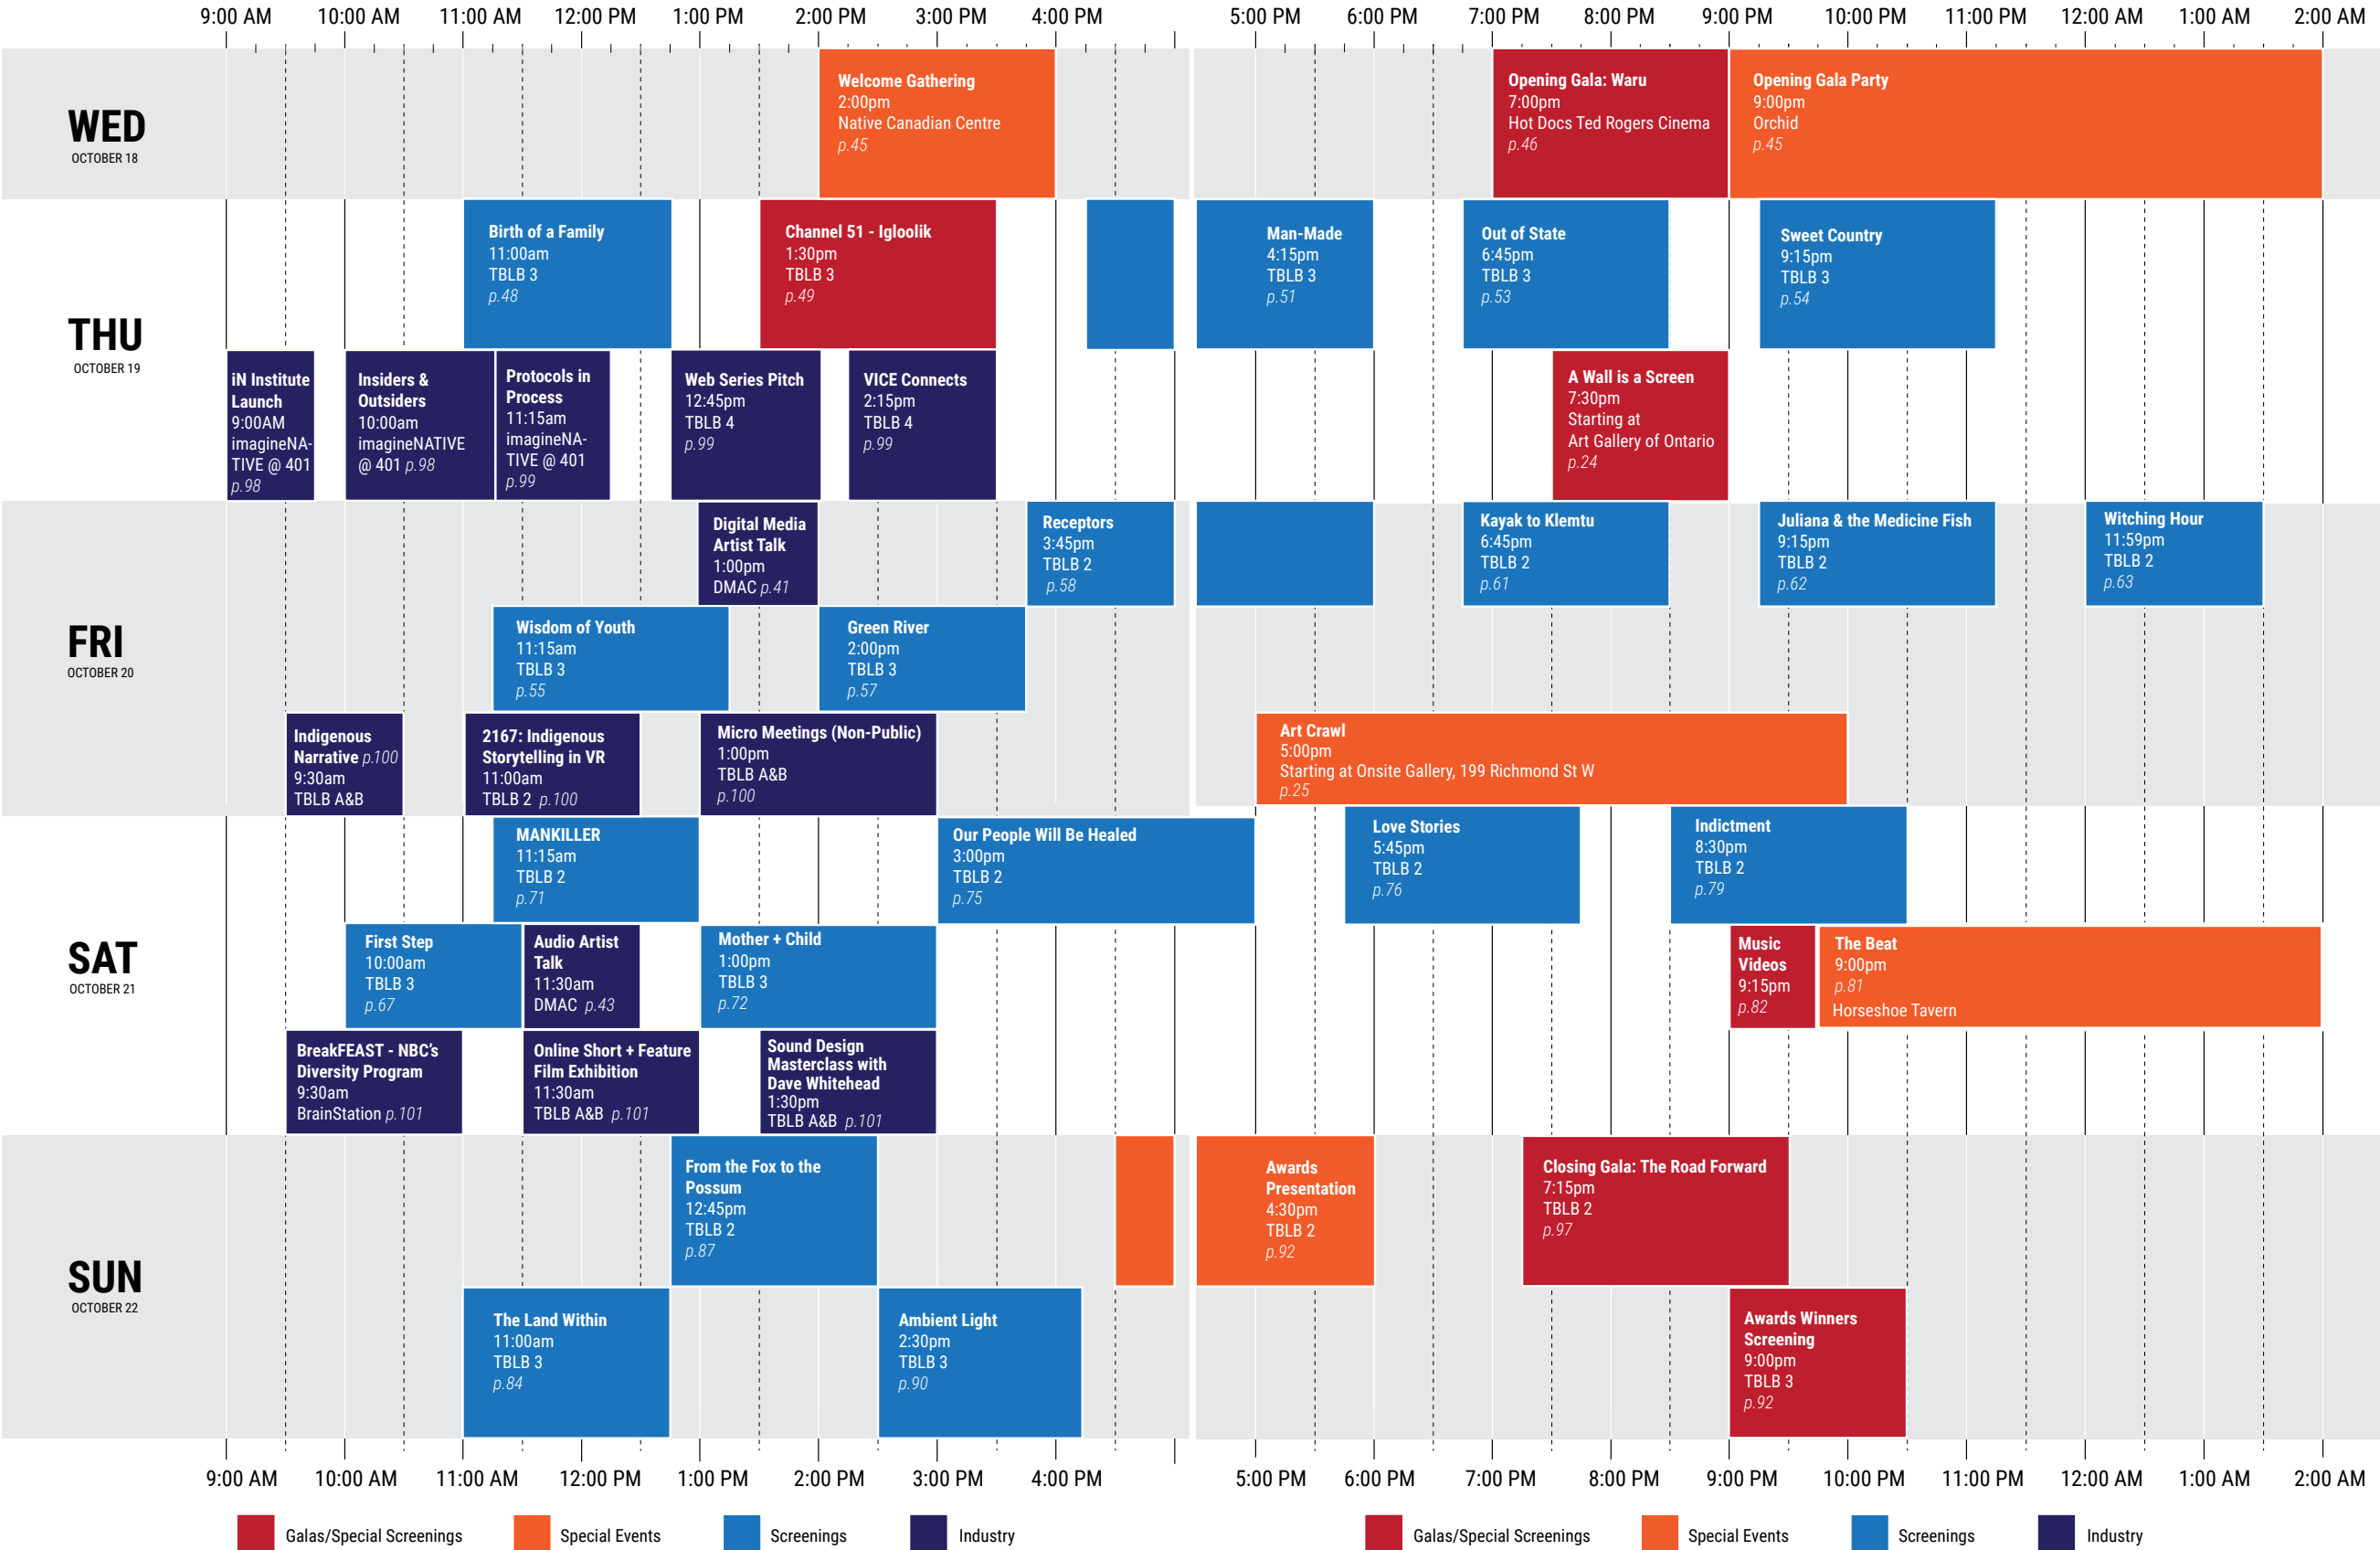 9:00 AM 10:00 AM 11:00 AM 12:00 PM 1:00 PM 2:00 PM 3:00 PM 4:00 PM 5:00 PM 6:00 PM 7:00 PM 8:00 PM 9:00 PM 10:00 PM 11:00 PM 12:00 AM 1:00 AM 2:00 AM
WED
OCTOBER 18
Welcome Gathering
2:00pm
Native Canadian Centre
p.45
Opening Gala: Waru
7:00pm
Hot Docs Ted Rogers Cinema
p.46
Opening Gala Party
9:00pm
Orchid
p.45
THU
OCTOBER 19
Birth of a Family
11:00am
TBLB 3
p.48
Channel 51 - Igloolik
1:30pm
TBLB 3
p.49
Man-Made
4:15pm
TBLB 3
p.51
Out of State
6:45pm
TBLB 3
p.53
Sweet Country
9:15pm
TBLB 3
p.54
iN Institute
Launch
9:00AM
imagineNA-
TIVE @ 401
p.98
Insiders &
Outsiders
10:00am
imagineNATIVE
@ 401 p.98
Protocols in
Process
11:15am
imagineNA-
TIVE @ 401
p.99
Web Series Pitch
12:45pm
TBLB 4
p.99
VICE Connects
2:15pm
TBLB 4
p.99
A Wall is a Screen
7:30pm
Starting at
Art Gallery of Ontario
p.24
FRI
OCTOBER 20
Digital Media
Artist Talk
1:00pm
DMAC p.41
Receptors
3:45pm
TBLB 2
p.58
Kayak to Klemtu
6:45pm
TBLB 2
p.61
Juliana & the Medicine Fish
9:15pm
TBLB 2
p.62
Witching Hour
11:59pm
TBLB 2
p.63
Wisdom of Youth
11:15am
TBLB 3
p.55
Green River
2:00pm
TBLB 3
p.57
Indigenous
Narrative p.100
9:30am
TBLB A&B
2167: Indigenous
Storytelling in VR
11:00am
TBLB 2 p.100
Micro Meetings (Non-Public)
1:00pm
TBLB A&B
p.100
Art Crawl
5:00pm
Starting at Onsite Gallery, 199 Richmond St W
p.25
SAT
OCTOBER 21
MANKILLER
11:15am
TBLB 2
p.71
Our People Will Be Healed
3:00pm
TBLB 2
p.75
Love Stories
5:45pm
TBLB 2
p.76
Indictment
8:30pm
TBLB 2
p.79
First Step
10:00am
TBLB 3
p.67
Audio Artist
Talk
11:30am
DMAC p.43
Mother + Child
1:00pm
TBLB 3
p.72
Music
Videos
9:15pm
p.82
The Beat
9:00pm
p.81
Horseshoe Tavern
BreakFEAST - NBC's
Diversity Program
9:30am
BrainStation p.101
Online Short + Feature
Film Exhibition
11:30am
TBLB A&B p.101
Sound Design
Masterclass with
Dave Whitehead
1:30pm
TBLB A&B p.101
SUN
OCTOBER 22
From the Fox to the
Possum
12:45pm
TBLB 2
p.87
Awards
Presentation
4:30pm
TBLB 2
p.92
Closing Gala: The Road Forward
7:15pm
TBLB 2
p.97
The Land Within
11:00am
TBLB 3
p.84
Ambient Light
2:30pm
TBLB 3
p.90
Awards Winners
Screening
9:00pm
TBLB 3
p.92
9:00 AM 10:00 AM 11:00 AM 12:00 PM 1:00 PM 2:00 PM 3:00 PM 4:00 PM 5:00 PM 6:00 PM 7:00 PM 8:00 PM 9:00 PM 10:00 PM 11:00 PM 12:00 AM 1:00 AM 2:00 AM
Galas/Special Screenings Special Events Screenings Industry Galas/Special Screenings Special Events Screenings Industry